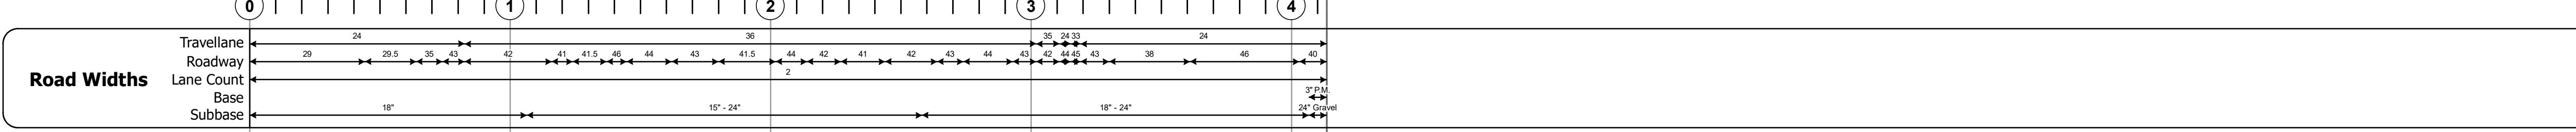 0 1 2 3 4
24 36 35 24 33 24
Travellane
29 29.5 35 43 42 41 41.5 46 44 43 41.5 44 42 41 42 43 44 43 42 44 45 43 38 46 40
Roadway
2
Road Widths Lane Count
3" P.M.
Base
18" 15" - 24" 18" - 24" 24" Gravel
Subbase